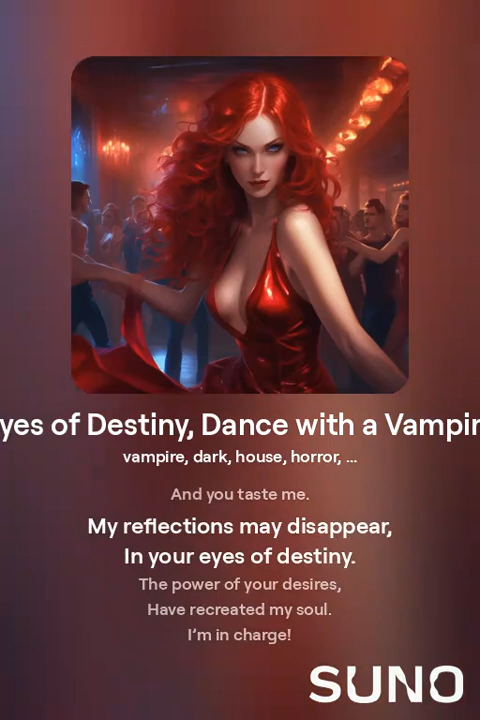 yes of Destiny, Dance with a Vampir
vampire, dark, house, horror, ...
And you taste me.
My reflections may disappear,
In your eyes of destiny.
The power of your desires,
Have recreated my soul.
I'm in charge!
SUNO